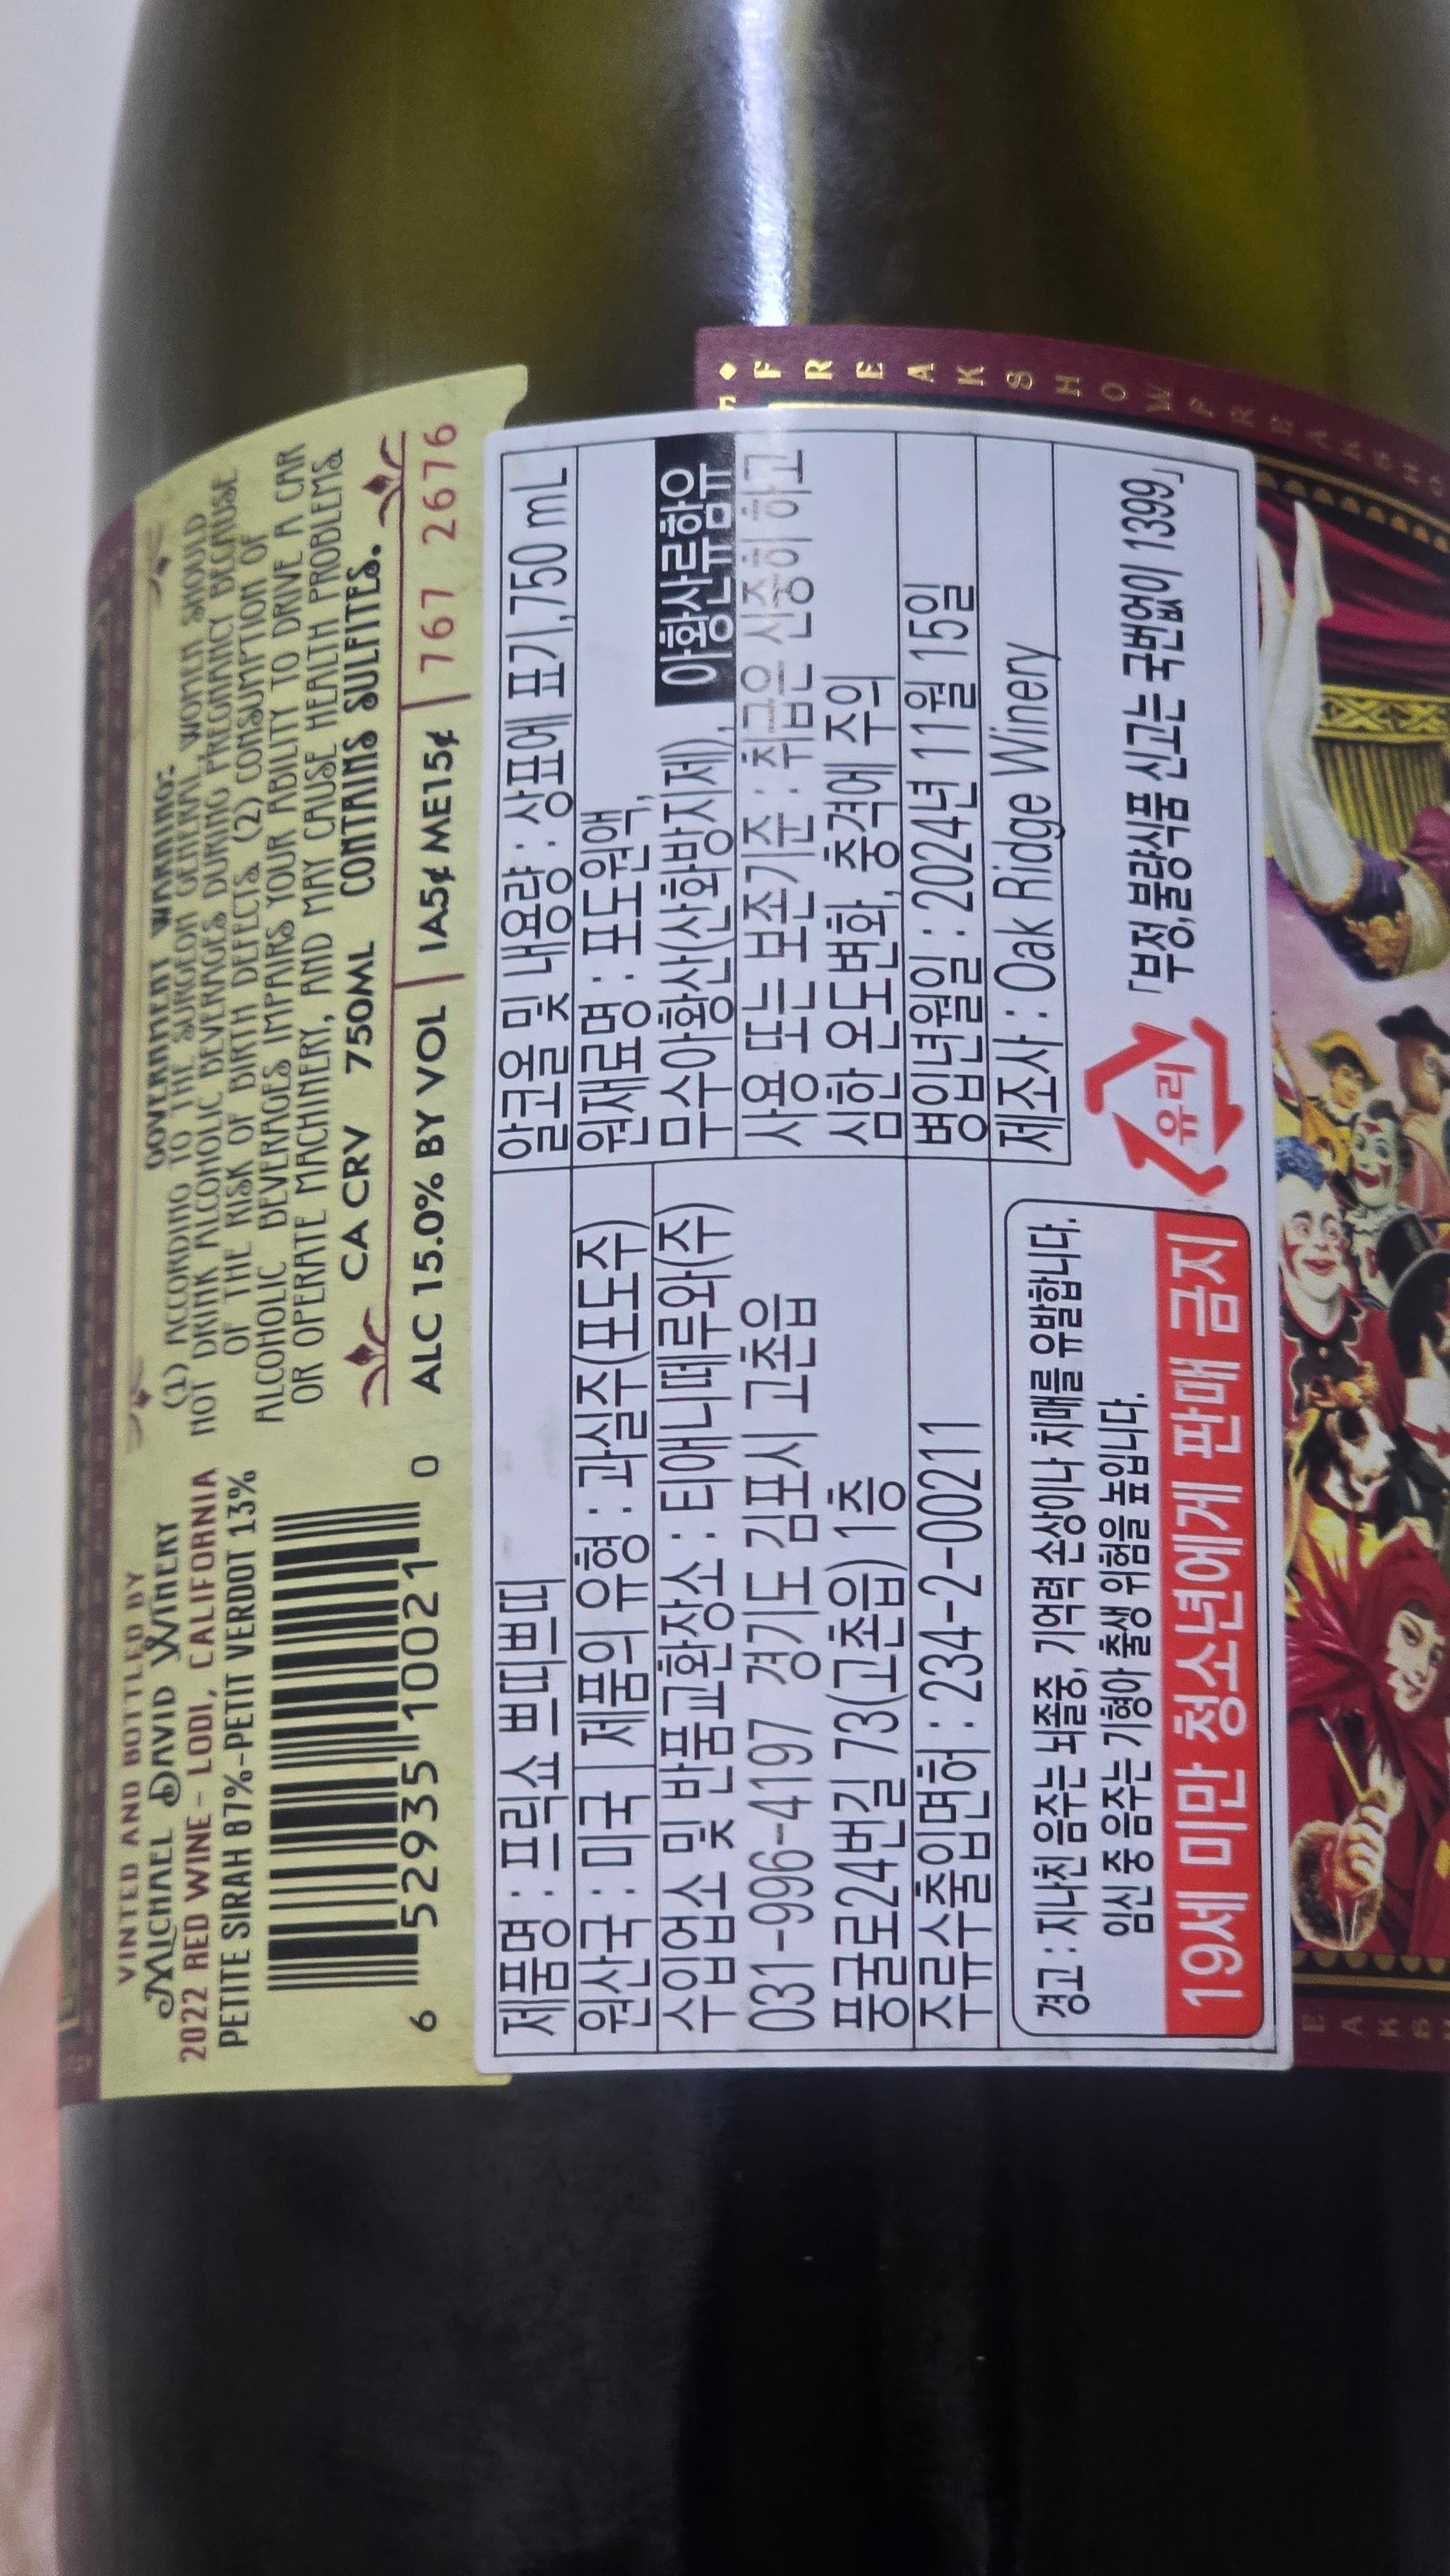 VINTED AND BOTTLED BY
MICHAEL DAVID WINERY
2022 RED WINE - LODI, CALIFORNIA
PETITE SIRAH 87%-PETIT VERDOT 13%
6 52935 10021 0
GOVERNMENT WARNING:
(1) ACCORDING TO THE SURGEON GENERAL, WOMEN SHOULD
NOT DRINK ALCOHOLIC BEVERAGES DURING PREGNANCY BECAUSE
OF THE RISK OF BIRTH DEFECTS. (2) CONSUMPTION OF
ALCOHOLIC BEVERAGES IMPAIRS YOUR ABILITY TO DRIVE A CAR
OR OPERATE MACHINERY, AND MAY CAUSE HEALTH PROBLEMS.
CA CRV 750ML CONTAINS SULFITES.
ALC 15.0% BY VOL | IA5¢ ME15¢ | 767 2676
제품명 : 프릭쇼 쁘띠쁘띠
원산국 : 미국 | 제품의 유형 : 과실주(포도주)
수입업소 및 반품교환장소 : 티애니떼루와(주)
031-996-4197 경기도 김포시 고촌읍
풍굴로24번길 73(고촌읍) 1층
주류수출입면허 : 234-2-00211
알코올 및 내용량 : 상표에 표기,750 mL
원재료명 : 포도원액,
무수아황산(산화방지제), 이황산사르함유
사용 또는 보존기준 : 취급은 신중히 하고
심한 온도변화, 충격에 주의
병입년월일 : 2024년 11월 15일
제조사 : Oak Ridge Winery
경고 : 지나친 음주는 뇌졸중, 기억력 손상이나 치매를 유발합니다.
임신 중 음주는 기형아 출생 위험을 높입니다.
19세 미만 청소년에게 판매 금지
유리
「부정,불량식품 신고는 국번없이 1399」
FREAKSHOWFREAKSHO
EAKS